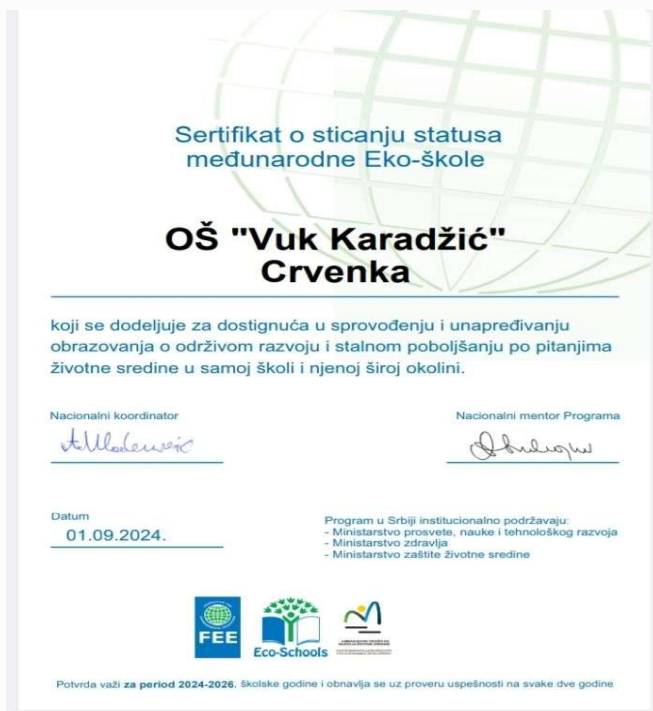 Sertifikat o sticanju statusa
međunarodne Eko-škole
OŠ "Vuk Karadžić"
Crvenka
koji se dodeljuje za dostignuća u sprovođenju i unapređivanju
obrazovanja o održivom razvoju i stalnom poboljšanju po pitanjima
životne sredine u samoj školi i njenoj široj okolini.
Nacionalni koordinator
Nacionalni mentor Programa
Datum
01.09.2024.
Program u Srbiji institucionalno podržavaju:
- Ministarstvo prosvete, nauke i tehnološkog razvoja
- Ministarstvo zdravlja
- Ministarstvo zaštite životne sredine
FEE
Eco-Schools
Potvrda važi za period 2024-2026. školske godine i obnavlja se uz proveru uspešnosti na svake dve godine